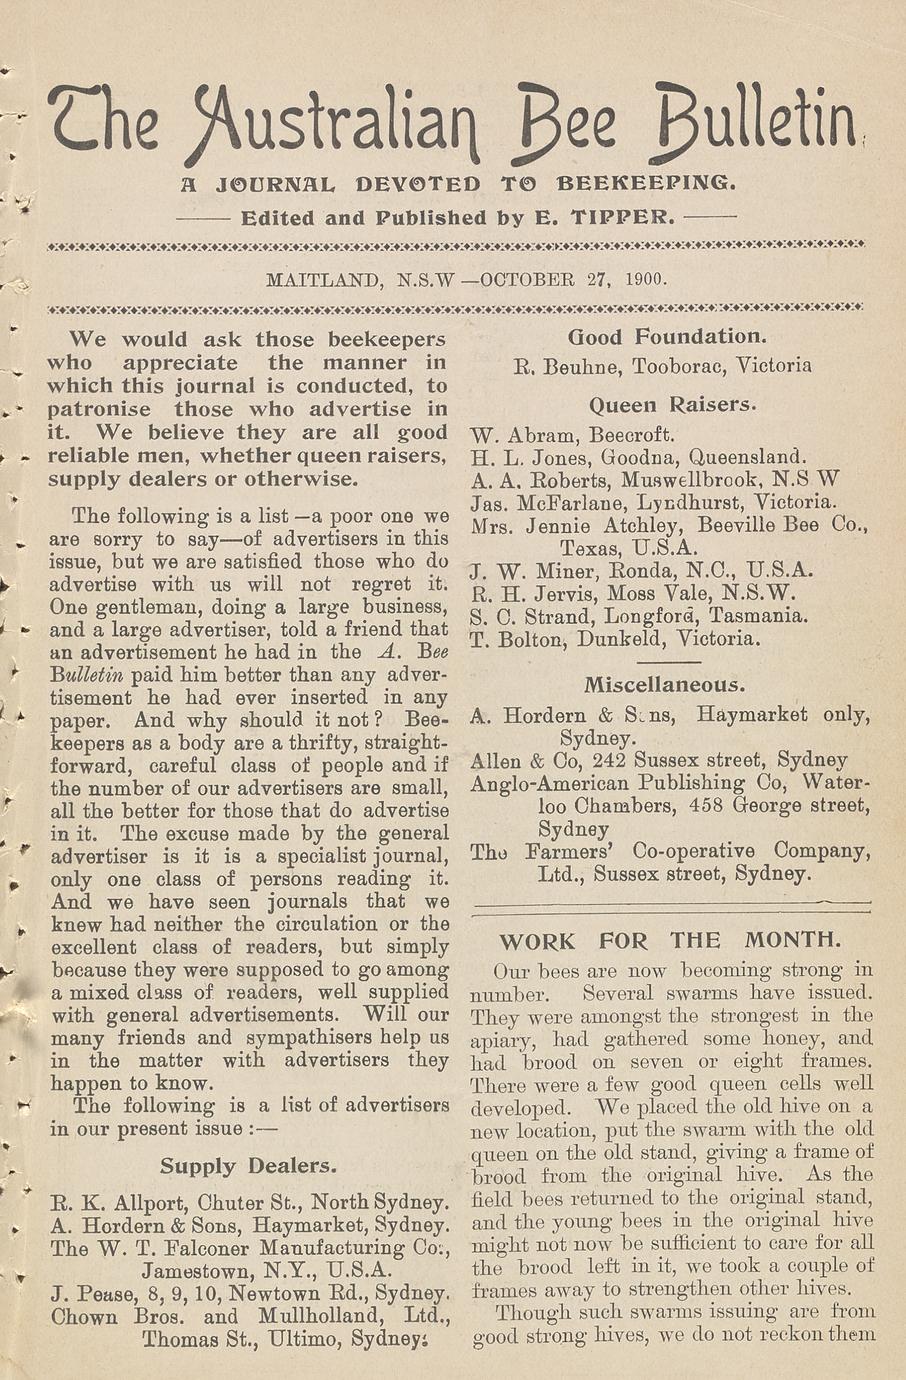 The Australian Bee Bulletin
A JOURNAL DEVOTED TO BEEKEEPING.
Edited and Published by E. TIPPER.
MAITLAND, N.S.W —OCTOBER 27, 1900.
We would ask those beekeepers
who appreciate the manner in
which this journal is conducted, to
patronise those who advertise in
it. We believe they are all good
reliable men, whether queen raisers,
supply dealers or otherwise.
The following is a list —a poor one we
are sorry to say—of advertisers in this
issue, but we are satisfied those who do
advertise with us will not regret it.
One gentleman, doing a large business,
and a large advertiser, told a friend that
an advertisement he had in the A. Bee
Bulletin paid him better than any adver-
tisement he had ever inserted in any
paper. And why should it not ? Bee-
keepers as a body are a thrifty, straight-
forward, careful class of people and if
the number of our advertisers are small,
all the better for those that do advertise
in it. The excuse made by the general
advertiser is it is a specialist journal,
only one class of persons reading it.
And we have seen journals that we
knew had neither the circulation or the
excellent class of readers, but simply
because they were supposed to go among
a mixed class of readers, well supplied
with general advertisements. Will our
many friends and sympathisers help us
in the matter with advertisers they
happen to know.
The following is a list of advertisers
in our present issue :—
Supply Dealers.
R. K. Allport, Chuter St., North Sydney.
A. Hordern & Sons, Haymarket, Sydney.
The W. T. Falconer Manufacturing Co.,
Jamestown, N.Y., U.S.A.
J. Pease, 8, 9, 10, Newtown Rd., Sydney.
Chown Bros. and Mullholland, Ltd.,
Thomas St., Ultimo, Sydney.
Good Foundation.
R. Beuhne, Tooborac, Victoria
Queen Raisers.
W. Abram, Beecroft.
H. L. Jones, Goodna, Queensland.
A. A. Roberts, Muswellbrook, N.S W
Jas. McFarlane, Lyndhurst, Victoria.
Mrs. Jennie Atchley, Beeville Bee Co.,
Texas, U.S.A.
J. W. Miner, Ronda, N.C., U.S.A.
R. H. Jervis, Moss Vale, N.S.W.
S. C. Strand, Longford, Tasmania.
T. Bolton, Dunkeld, Victoria.
Miscellaneous.
A. Hordern & Sons, Haymarket only,
Sydney.
Allen & Co, 242 Sussex street, Sydney
Anglo-American Publishing Co, Water-
loo Chambers, 458 George street,
Sydney
The Farmers' Co-operative Company,
Ltd., Sussex street, Sydney.
WORK FOR THE MONTH.
Our bees are now becoming strong in
number. Several swarms have issued.
They were amongst the strongest in the
apiary, had gathered some honey, and
had brood on seven or eight frames.
There were a few good queen cells well
developed. We placed the old hive on a
new location, put the swarm with the old
queen on the old stand, giving a frame of
brood from the original hive. As the
field bees returned to the original stand,
and the young bees in the original hive
might not now be sufficient to care for all
the brood left in it, we took a couple of
frames away to strengthen other hives.
Though such swarms issuing are from
good strong hives, we do not reckon them